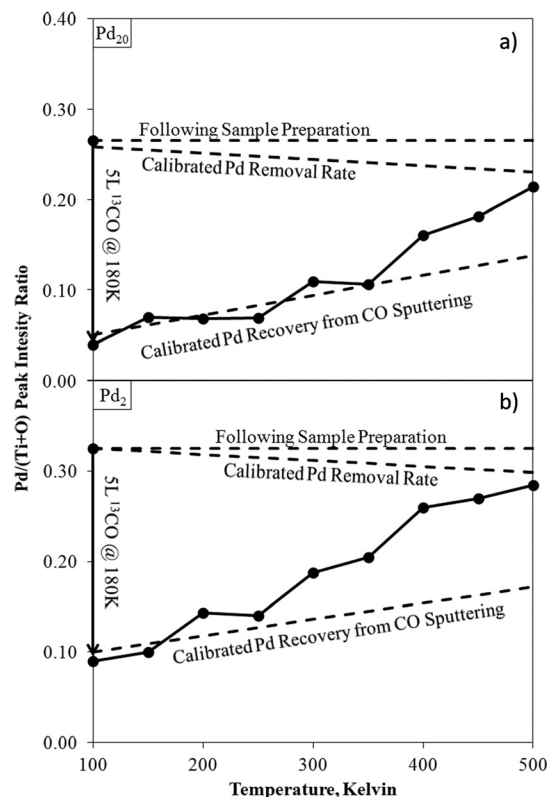 Pd20
a)
0.40
0.30
0.20
0.10
0.00
Following Sample Preparation
Calibrated Pd Removal Rate
5L 13CO @ 180K
Calibrated Pd Recovery from CO Sputtering
Pd/(Ti+O) Peak Intesity Ratio
Pd2
b)
0.30
0.20
0.10
0.00
Following Sample Preparation
Calibrated Pd Removal Rate
5L 13CO @ 180K
Calibrated Pd Recovery from CO Sputtering
100 200 300 400 500
Temperature, Kelvin